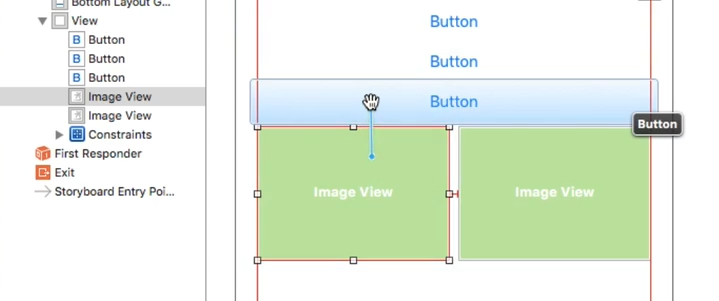 Bottom Layout G...
View
B Button
B Button
B Button
Image View
Image View
Constraints
First Responder
Exit
Storyboard Entry Poi...
Button
Button
Button
Button
Image View
Image View